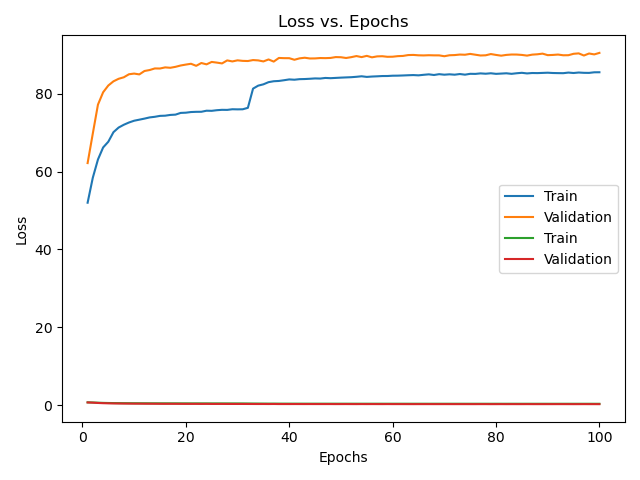 Loss vs. Epochs
Loss
80
60
40
20
0
Train
Validation
Train
Validation
0 20 40 60 80 100
Epochs